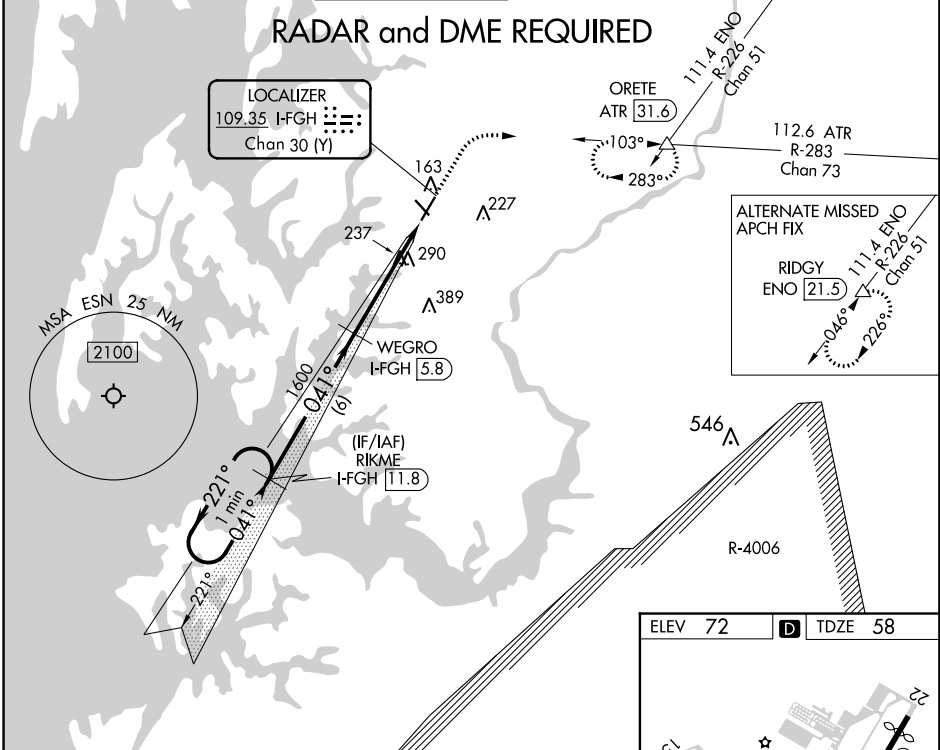 RADAR and DME REQUIRED
LOCALIZER
109.35 I-FGH
Chan 30 (Y)
111.4 ENO
R-226
Chan 51
ORETE
ATR 31.6
103°
283°
112.6 ATR
R-283
Chan 73
163
227
237
290
389
ALTERNATE MISSED
APCH FIX
111.4 ENO
R-226
Chan 51
RIDGY
ENO 21.5
046°
226°
MSA ESN 25 NM
2100
WEGRO
I-FGH 5.8
1600
041°
(6)
(IF/IAF)
RIKME
I-FGH 11.8
221°
1 min
041°
221°
546
R-4006
ELEV 72
D
TDZE 58
22